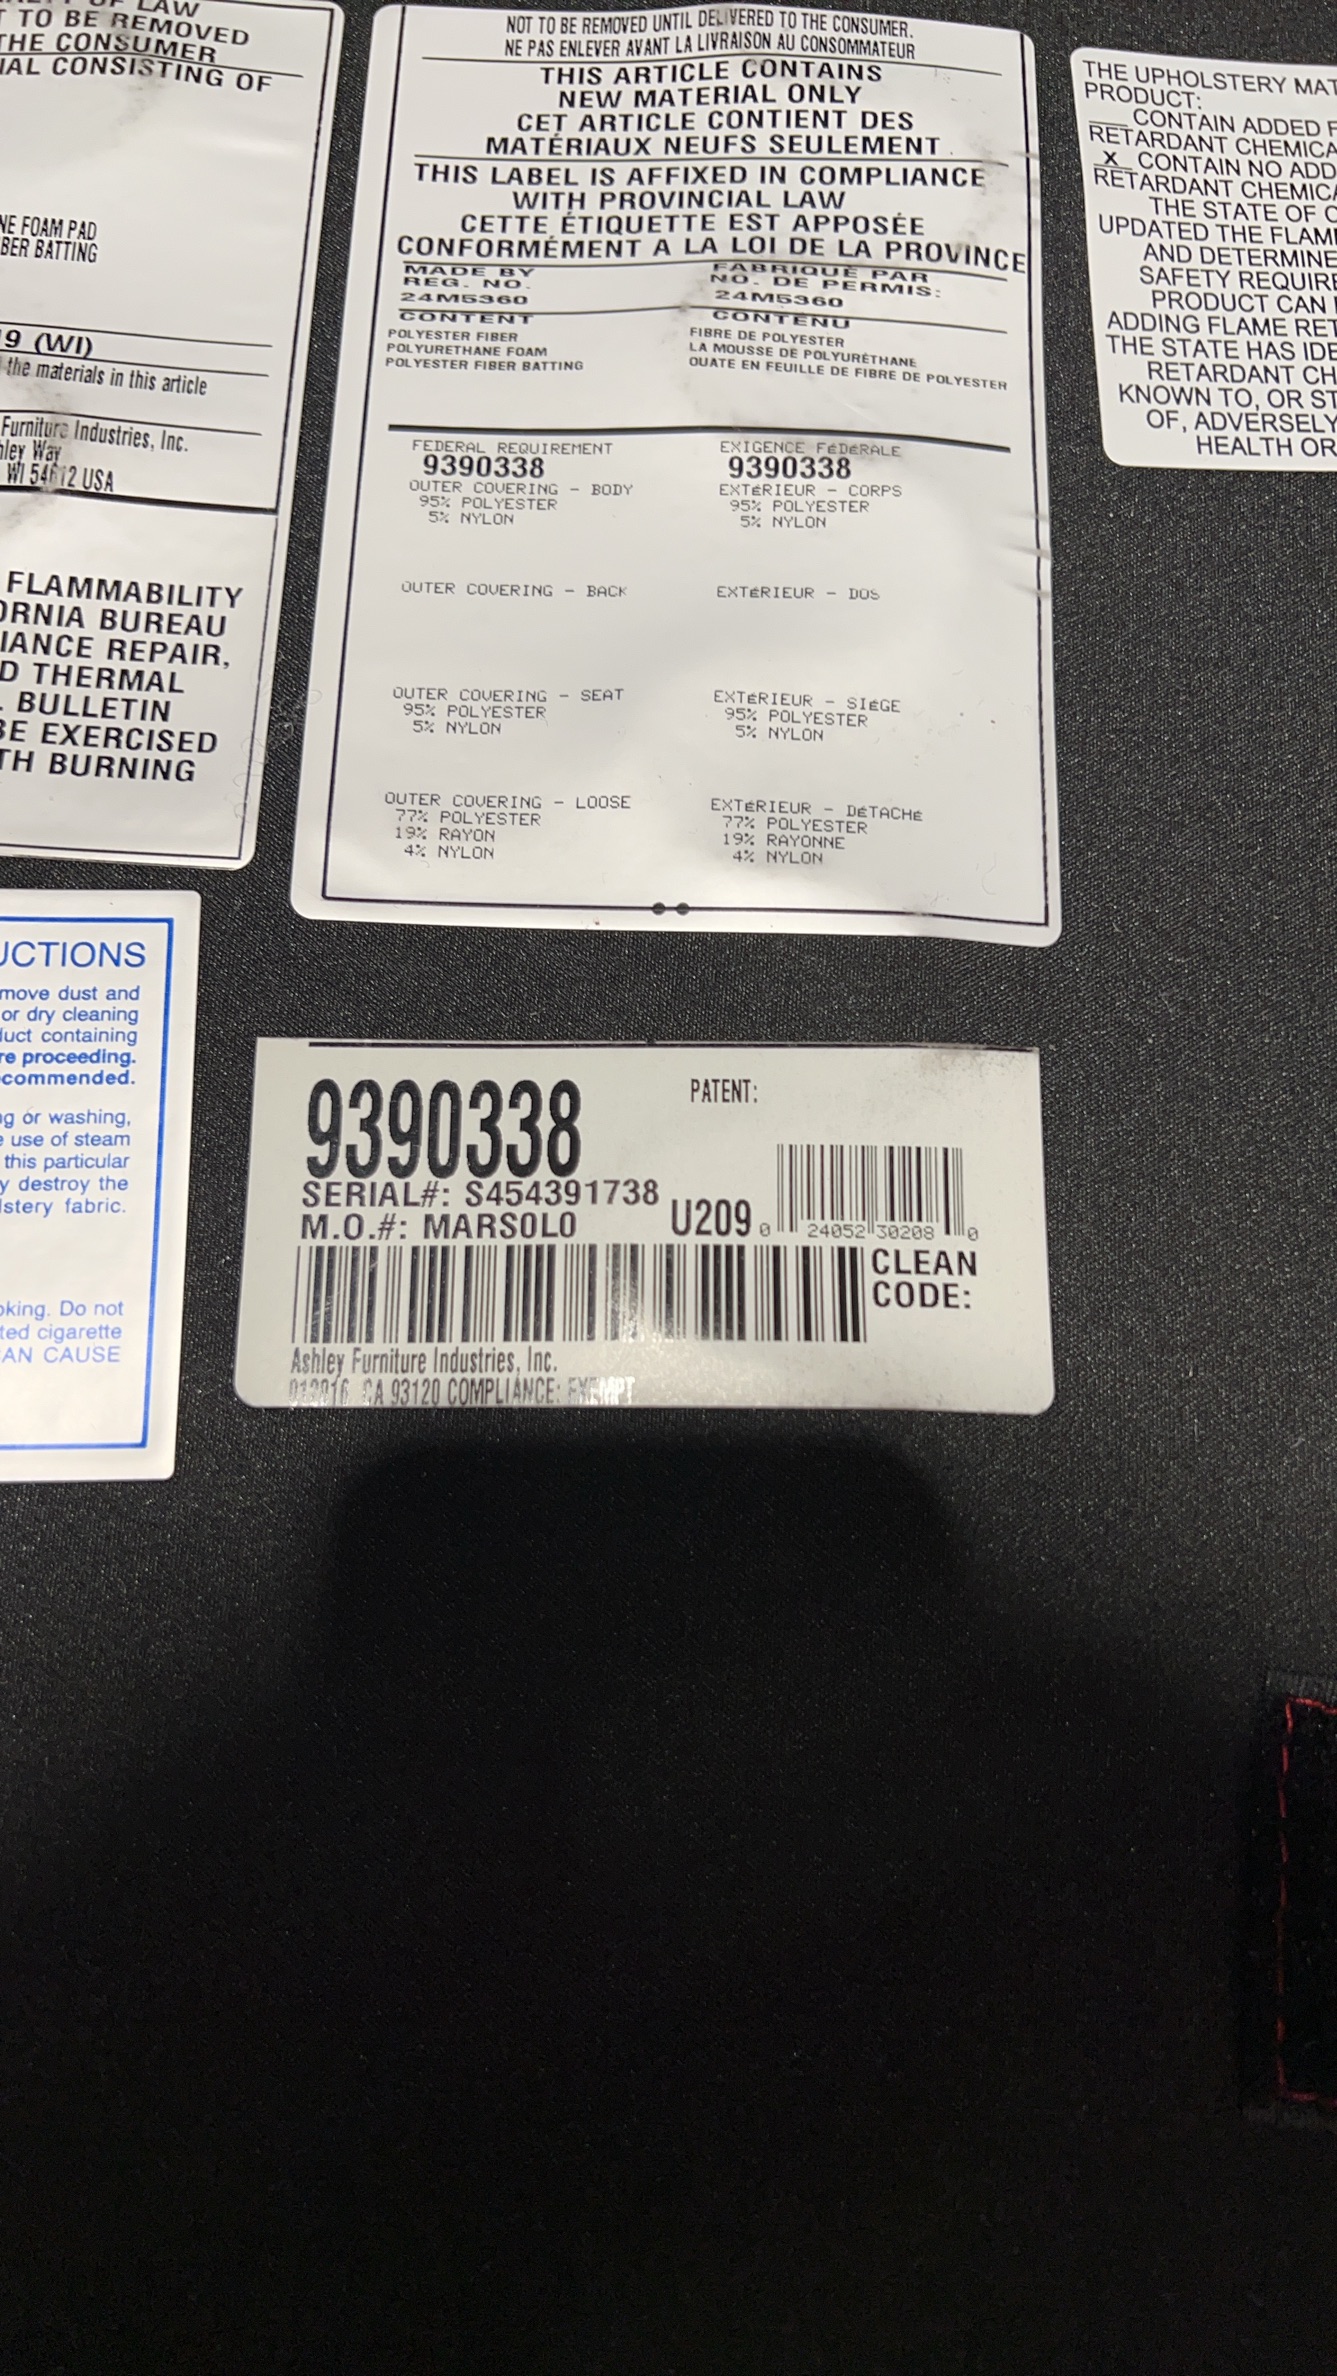 OF LAW
T TO BE REMOVED
THE CONSUMER
IAL CONSISTING OF
NE FOAM PAD
BER BATTING
9 (WI)
the materials in this article
Furniture Industries, Inc.
hley Way
WI 54612 USA
FLAMMABILITY
ORNIA BUREAU
IANCE REPAIR,
D THERMAL
. BULLETIN
BE EXERCISED
TH BURNING
NOT TO BE REMOVED UNTIL DELIVERED TO THE CONSUMER.
NE PAS ENLEVER AVANT LA LIVRAISON AU CONSOMMATEUR
THIS ARTICLE CONTAINS
NEW MATERIAL ONLY
CET ARTICLE CONTIENT DES
MATÉRIAUX NEUFS SEULEMENT
THIS LABEL IS AFFIXED IN COMPLIANCE
WITH PROVINCIAL LAW
CETTE ÉTIQUETTE EST APPOSÉE
CONFORMÉMENT A LA LOI DE LA PROVINCE
MADE BY FABRIQUÉ PAR
REG. NO. NO. DE PERMIS:
24M5360 24M5360
CONTENT CONTENU
POLYESTER FIBER FIBRE DE POLYESTER
POLYURETHANE FOAM LA MOUSSE DE POLYURÉTHANE
POLYESTER FIBER BATTING OUATE EN FEUILLE DE FIBRE DE POLYESTER
FEDERAL REQUIREMENT EXIGENCE FéDéRALE
9390338 9390338
OUTER COVERING - BODY EXTéRIEUR - CORPS
95% POLYESTER 95% POLYESTER
5% NYLON 5% NYLON
OUTER COVERING - BACK EXTéRIEUR - DOS
OUTER COVERING - SEAT EXTéRIEUR - SIéGE
95% POLYESTER 95% POLYESTER
5% NYLON 5% NYLON
OUTER COVERING - LOOSE EXTéRIEUR - DéTACHé
77% POLYESTER 77% POLYESTER
19% RAYON 19% RAYONNE
4% NYLON 4% NYLON
THE UPHOLSTERY MAT
PRODUCT:
___CONTAIN ADDED F
RETARDANT CHEMICA
_X_CONTAIN NO ADD
RETARDANT CHEMICA
THE STATE OF C
UPDATED THE FLAM
AND DETERMINE
SAFETY REQUIRE
PRODUCT CAN
ADDING FLAME RET
THE STATE HAS IDE
RETARDANT CH
KNOWN TO, OR ST
OF, ADVERSELY
HEALTH OR
UCTIONS
move dust and
or dry cleaning
duct containing
re proceeding.
commended.
ng or washing,
e use of steam
this particular
y destroy the
lstery fabric.
oking. Do not
ted cigarette
AN CAUSE
9390338 PATENT:
SERIAL#: S454391738
M.O.#: MARSOLO U209 0 24052 30208 0
CLEAN
CODE:
Ashley Furniture Industries, Inc.
CA 93120 COMPLIANCE: EXEMPT